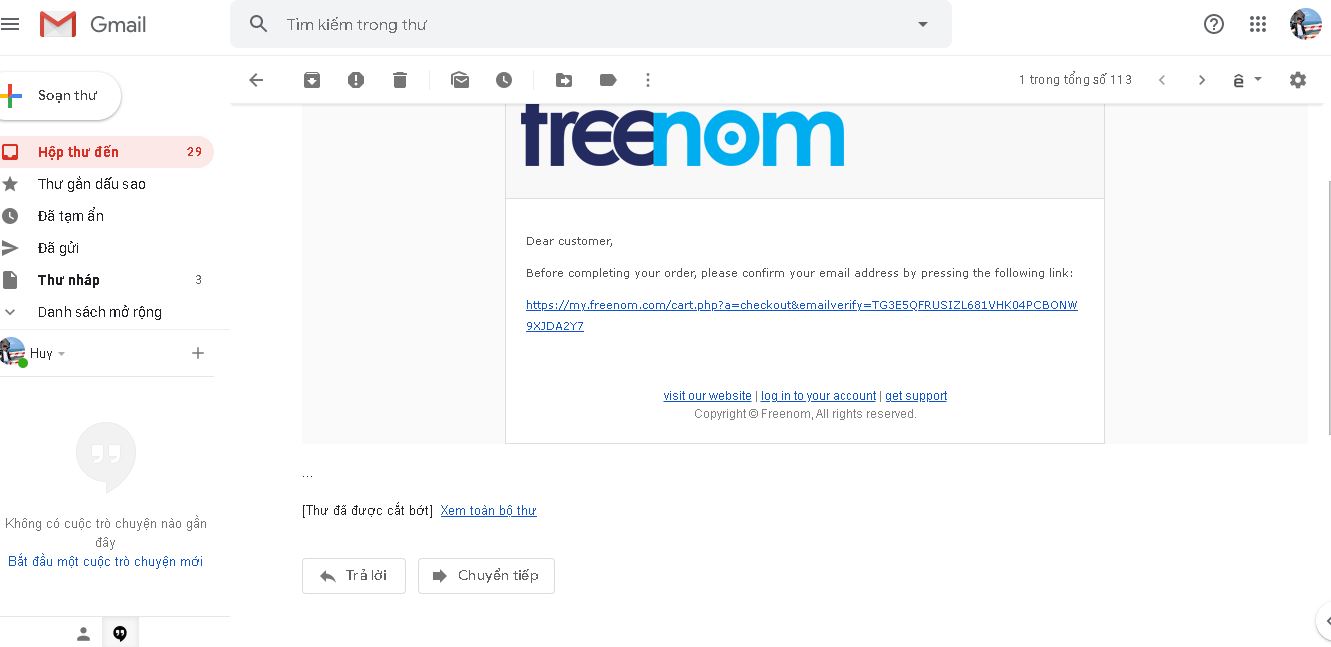 Gmail
Tìm kiếm trong thư
Soạn thư
1 trong tổng số 113
Hộp thư đến 29
Thư gắn dấu sao
Đã tạm ẩn
Đã gửi
Thư nháp 3
Danh sách mở rộng
Huy
Không có cuộc trò chuyện nào gần
đây
Bắt đầu một cuộc trò chuyện mới
freenom
Dear customer,
Before completing your order, please confirm your email address by pressing the following link:
https://my.freenom.com/cart.php?a=checkout&emailverify=TG3E5QFRUSIZL681VHK04PCBONW
9XJDA2Y7
visit our website | log in to your account | get support
Copyright © Freenom, All rights reserved.
...
[Thư đã được cắt bớt] Xem toàn bộ thư
Trả lời
Chuyển tiếp